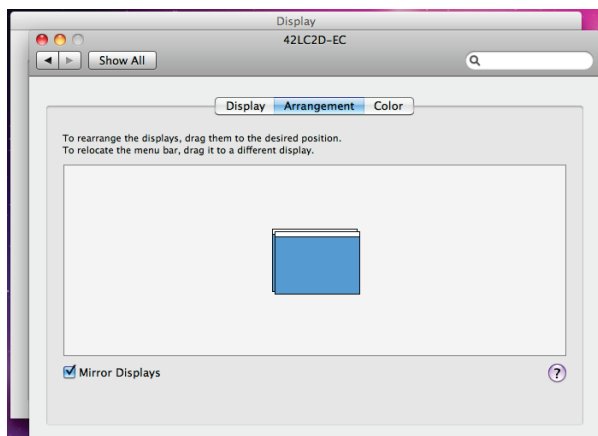 Display
42LC2D-EC
Show All
Display Arrangement Color
To rearrange the displays, drag them to the desired position.
To relocate the menu bar, drag it to a different display.
Mirror Displays
?